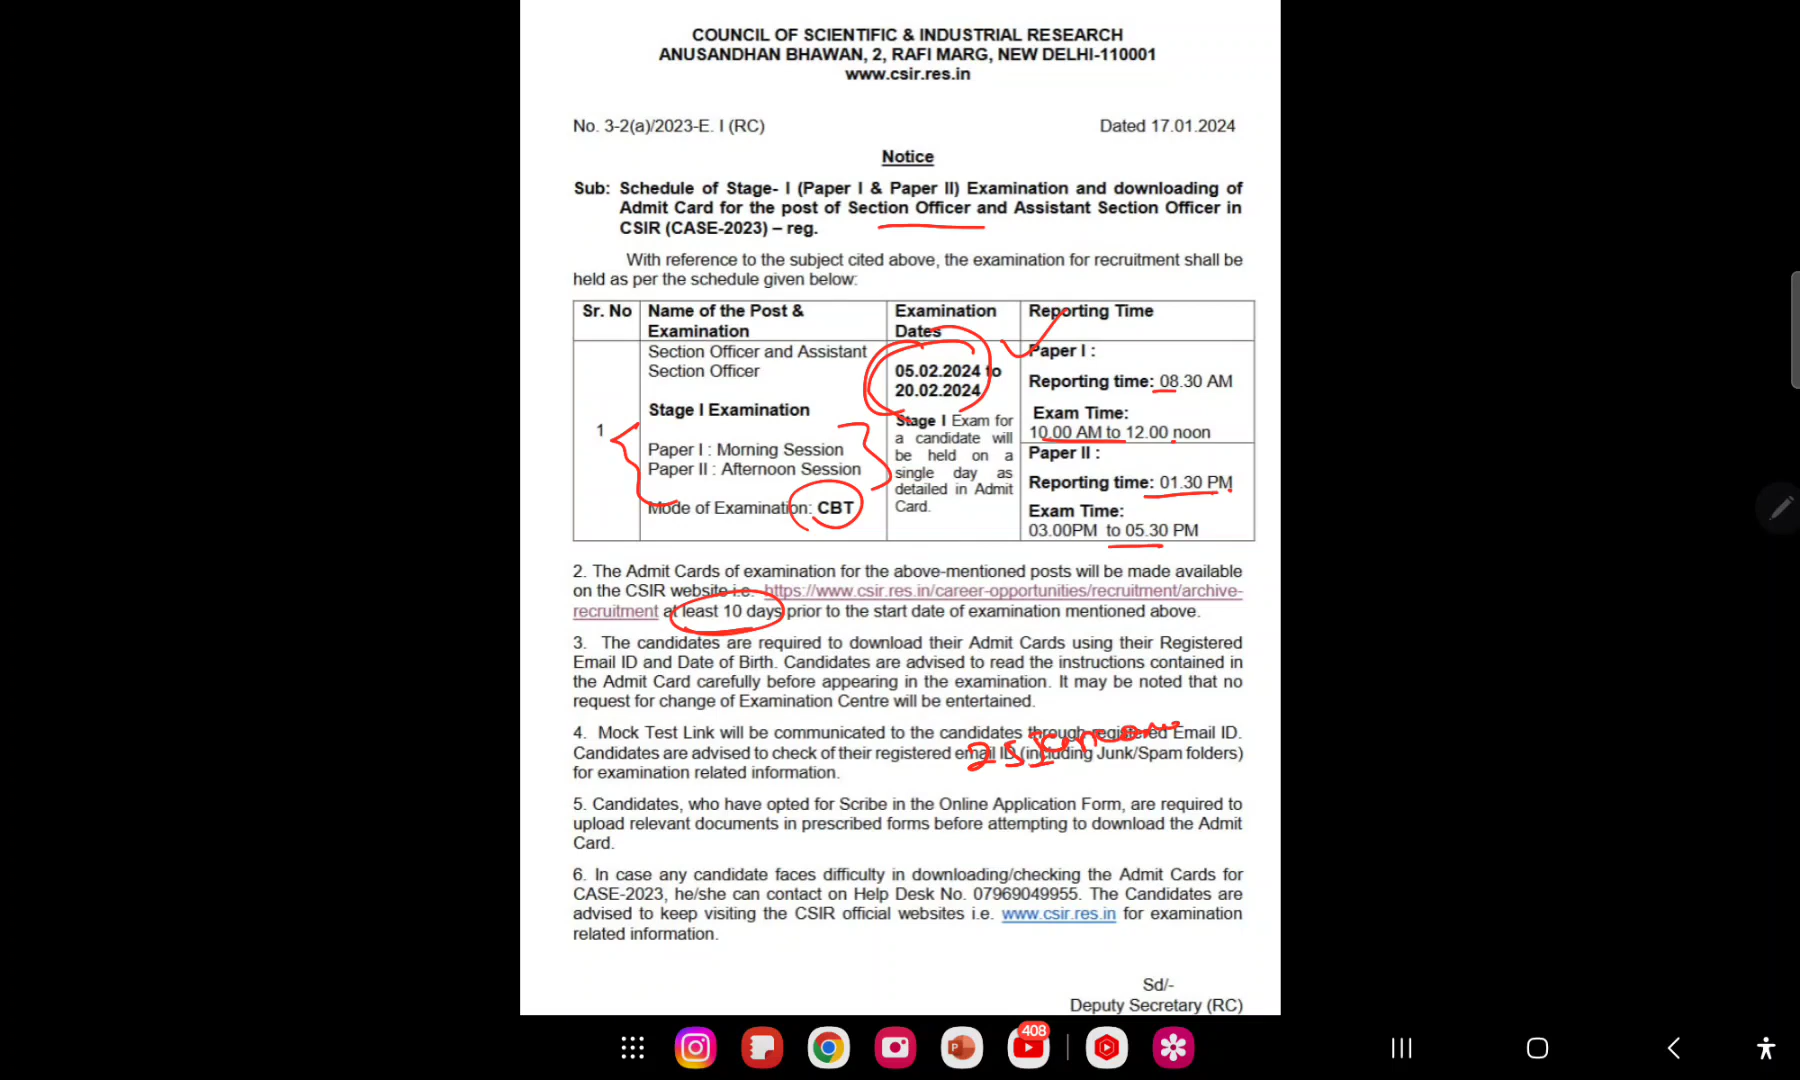 COUNCIL OF SCIENTIFIC & INDUSTRIAL RESEARCH
ANUSANDHAN BHAWAN, 2, RAFI MARG, NEW DELHI-110001
www.csir.res.in
No. 3-2(a)/2023-E. I (RC) Dated 17.01.2024
Notice
Sub: Schedule of Stage- I (Paper I & Paper II) Examination and downloading of
Admit Card for the post of Section Officer and Assistant Section Officer in
CSIR (CASE-2023) – reg.
With reference to the subject cited above, the examination for recruitment shall be
held as per the schedule given below:
Sr. No
Name of the Post &
Examination
Examination
Dates
Reporting Time
1
Section Officer and Assistant
Section Officer
Stage I Examination
Paper I : Morning Session
Paper II : Afternoon Session
Mode of Examination: CBT
05.02.2024 to
20.02.2024
Stage I Exam for
a candidate will
be held on a
single day as
detailed in Admit
Card.
Paper I :
Reporting time: 08.30 AM
Exam Time:
10.00 AM to 12.00 noon
Paper II :
Reporting time: 01.30 PM
Exam Time:
03.00PM to 05.30 PM
2. The Admit Cards of examination for the above-mentioned posts will be made available
on the CSIR website i.e. https://www.csir.res.in/career-opportunities/recruitment/archive-
recruitment at least 10 days prior to the start date of examination mentioned above.
3. The candidates are required to download their Admit Cards using their Registered
Email ID and Date of Birth. Candidates are advised to read the instructions contained in
the Admit Card carefully before appearing in the examination. It may be noted that no
request for change of Examination Centre will be entertained.
4. Mock Test Link will be communicated to the candidates through registered Email ID.
Candidates are advised to check of their registered email ID (including Junk/Spam folders)
for examination related information.
5. Candidates, who have opted for Scribe in the Online Application Form, are required to
upload relevant documents in prescribed forms before attempting to download the Admit
Card.
6. In case any candidate faces difficulty in downloading/checking the Admit Cards for
CASE-2023, he/she can contact on Help Desk No. 07969049955. The Candidates are
advised to keep visiting the CSIR official websites i.e. www.csir.res.in for examination
related information.
Sd/-
Deputy Secretary (RC)
408